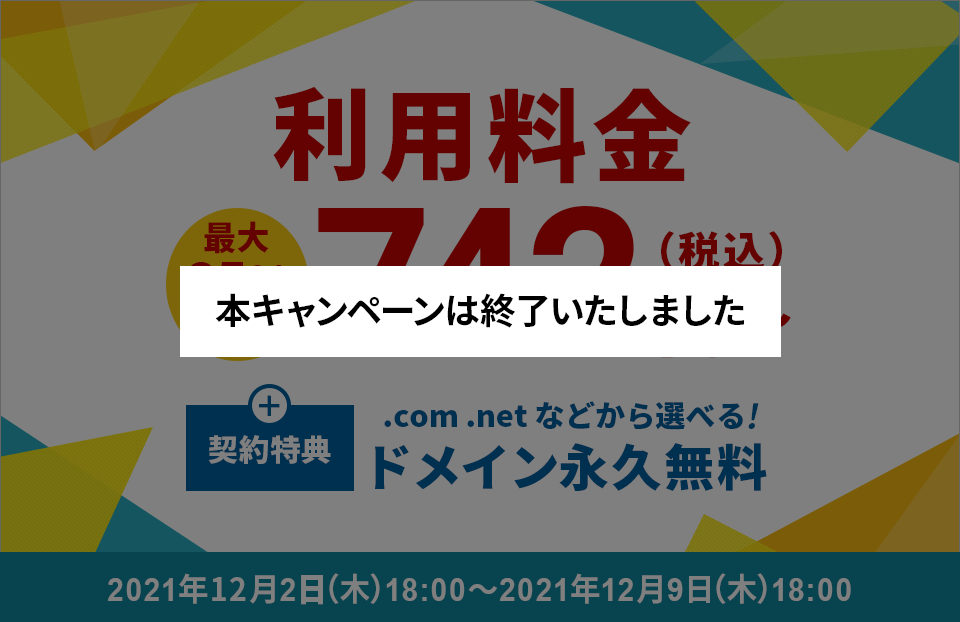 利用料金
最大
742
(税込)
本キャンペーンは終了いたしました
契約特典
.com .net などから選べる!
ドメイン永久無料
2021年12月2日(木)18:00〜2021年12月9日(木)18:00